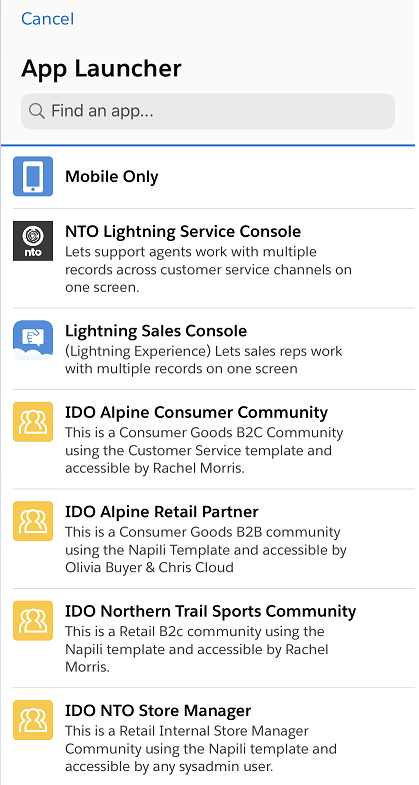 Cancel
App Launcher
Find an app...
Mobile Only
NTO Lightning Service Console
Lets support agents work with multiple
records across customer service channels on
one screen.
nto
Lightning Sales Console
(Lightning Experience) Lets sales reps work
with multiple records on one screen
IDO Alpine Consumer Community
This is a Consumer Goods B2C Community
using the Customer Service template and
accessible by Rachel Morris.
IDO Alpine Retail Partner
This is a Consumer Goods B2B community
using the Napili Template and accessible by
Olivia Buyer & Chris Cloud
IDO Northern Trail Sports Community
This is a Retail B2c community using the
Napili template and accessible by Rachel
Morris.
IDO NTO Store Manager
This is a Retail Internal Store Manager
Community using the Napili template and
accessible by any sysadmin user.